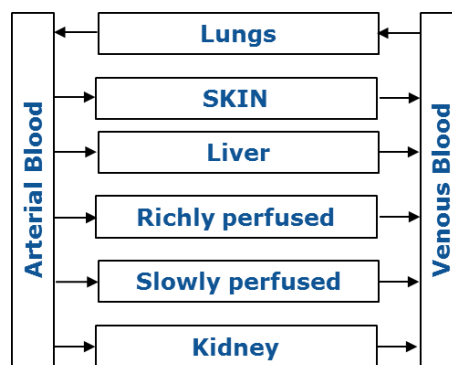 Lungs
SKIN
Liver
Richly perfused
Slowly perfused
Kidney
Arterial Blood
Venous Blood